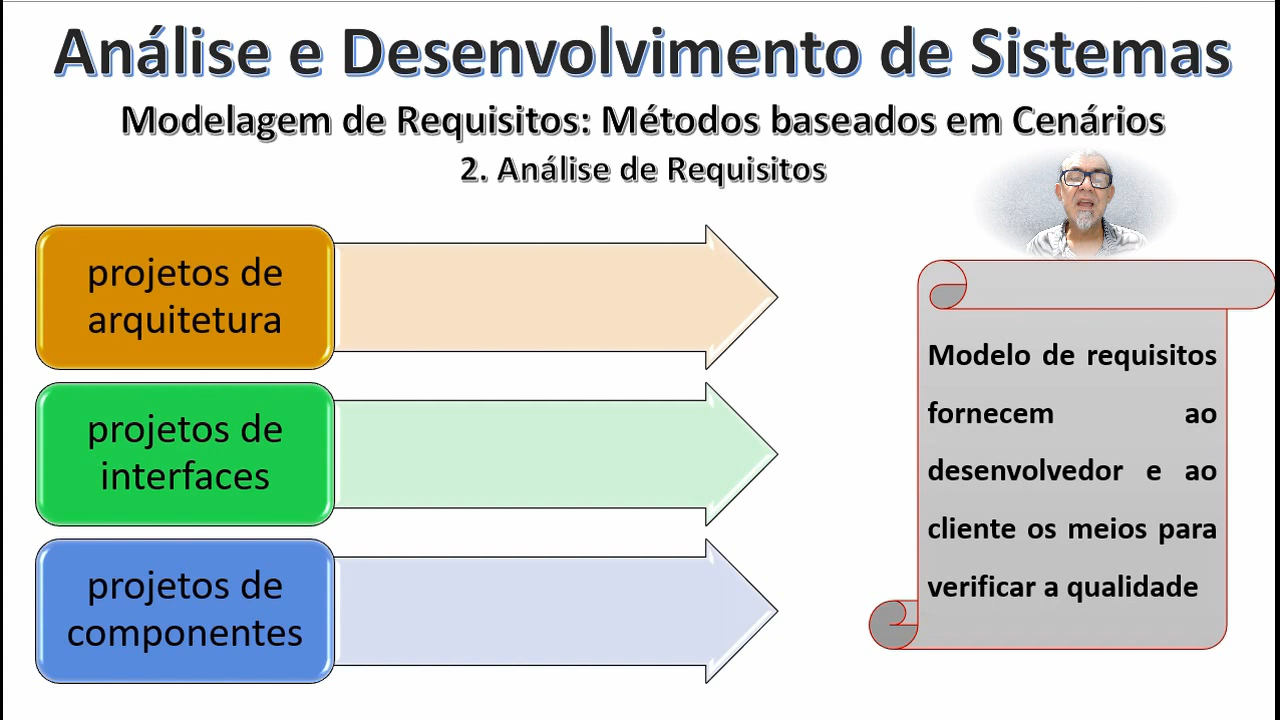 Análise e Desenvolvimento de Sistemas
Modelagem de Requisitos: Métodos baseados em Cenários
2. Análise de Requisitos
projetos de
arquitetura
projetos de
interfaces
projetos de
componentes
Modelo de requisitos
fornecem ao
desenvolvedor e ao
cliente os meios para
verificar a qualidade